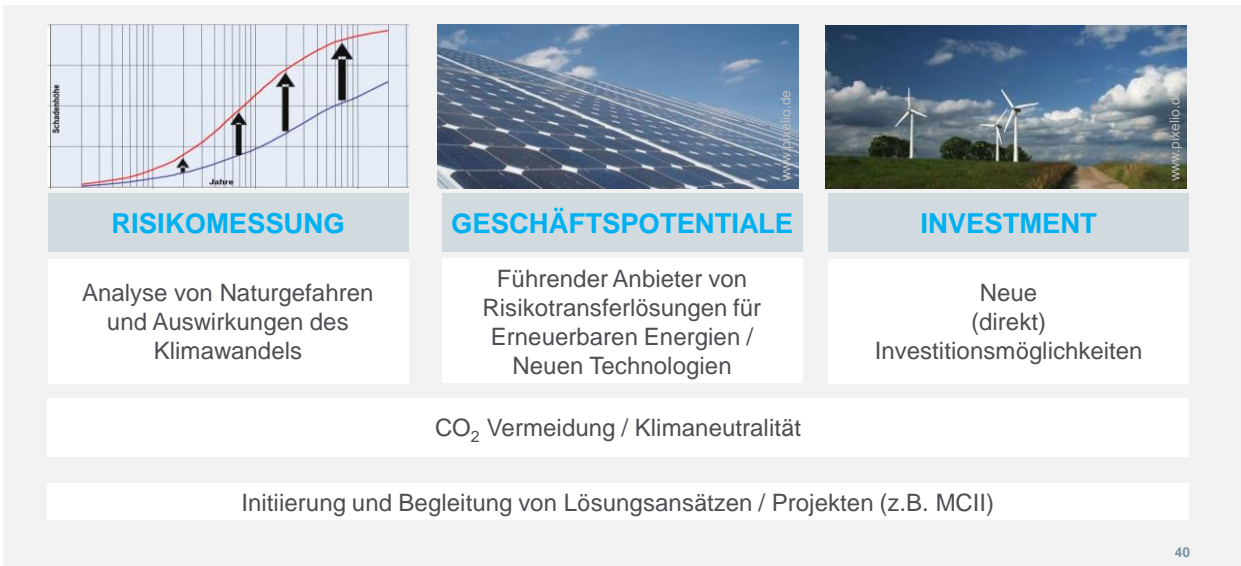 Schadenhöhe
Jahre
www.pixelio.de
www.pixelio.d
RISIKOMESSUNG
GESCHÄFTSPOTENTIALE
INVESTMENT
Analyse von Naturgefahren
und Auswirkungen des
Klimawandels
Führender Anbieter von
Risikotransferlösungen für
Erneuerbaren Energien /
Neuen Technologien
Neue
(direkt)
Investitionsmöglichkeiten
CO₂ Vermeidung / Klimaneutralität
Initiierung und Begleitung von Lösungsansätzen / Projekten (z.B. MCII)
40